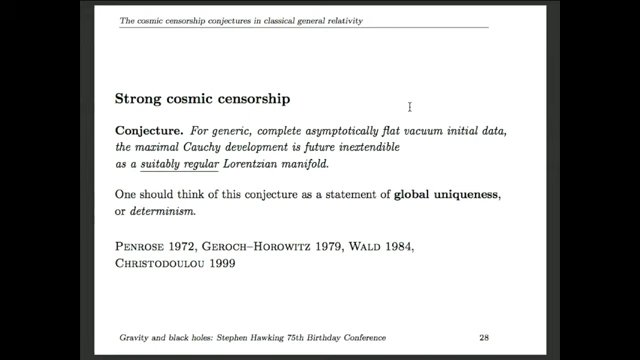 The cosmic censorship conjectures in classical general relativity
Strong cosmic censorship
Conjecture. For generic, complete asymptotically flat vacuum initial data,
the maximal Cauchy development is future inextendible
as a suitably regular Lorentzian manifold.
One should think of this conjecture as a statement of global uniqueness,
or determinism.
PENROSE 1972, GEROCH–HOROWITZ 1979, WALD 1984,
CHRISTODOULOU 1999
Gravity and black holes: Stephen Hawking 75th Birthday Conference 28